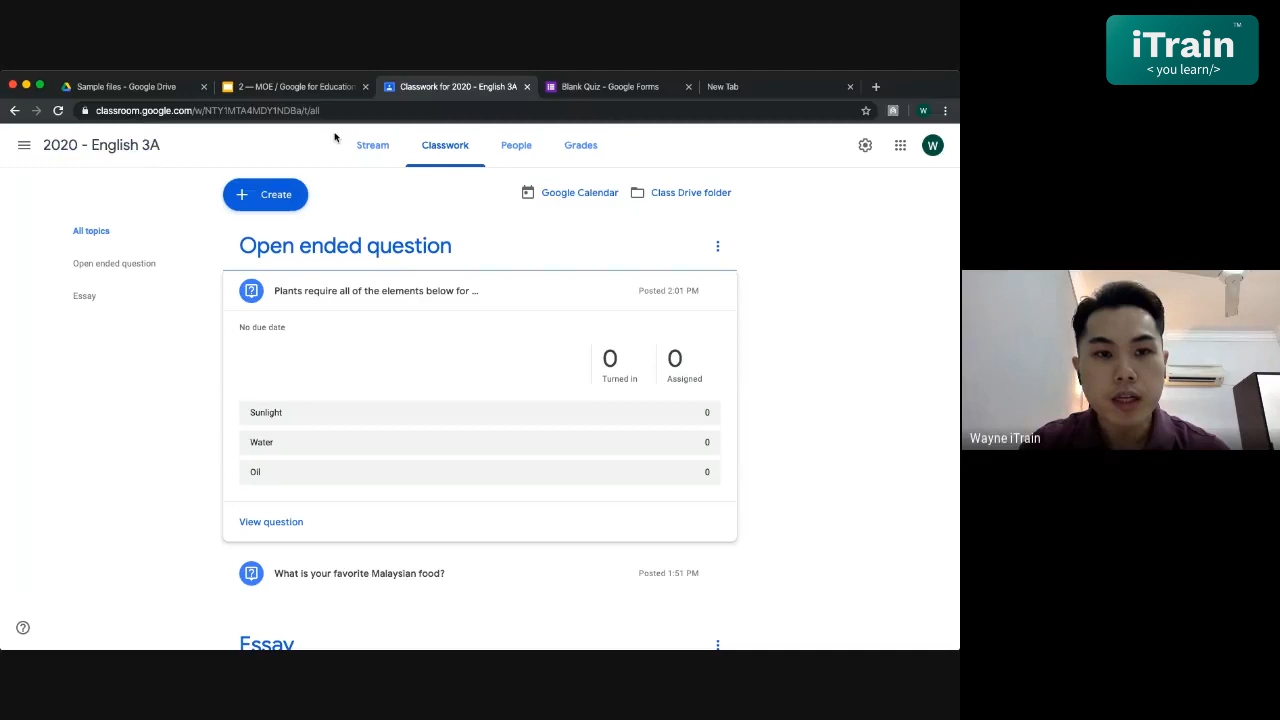 iTrain
TM
< you learn/>
Sample files - Google Drive
2 — MOE / Google for Education
Classwork for 2020 - English 3A
Blank Quiz - Google Forms
New Tab
classroom.google.com/w/NTY1MTA4MDY1NDBa/t/all
W
2020 - English 3A
Stream
Classwork
People
Grades
W
Create
Google Calendar
Class Drive folder
All topics
Open ended question
Essay
Open ended question
Plants require all of the elements below for ...
Posted 2:01 PM
No due date
0
Turned in
0
Assigned
Sunlight
0
Water
0
Oil
0
View question
What is your favorite Malaysian food?
Posted 1:51 PM
Essay
Wayne iTrain